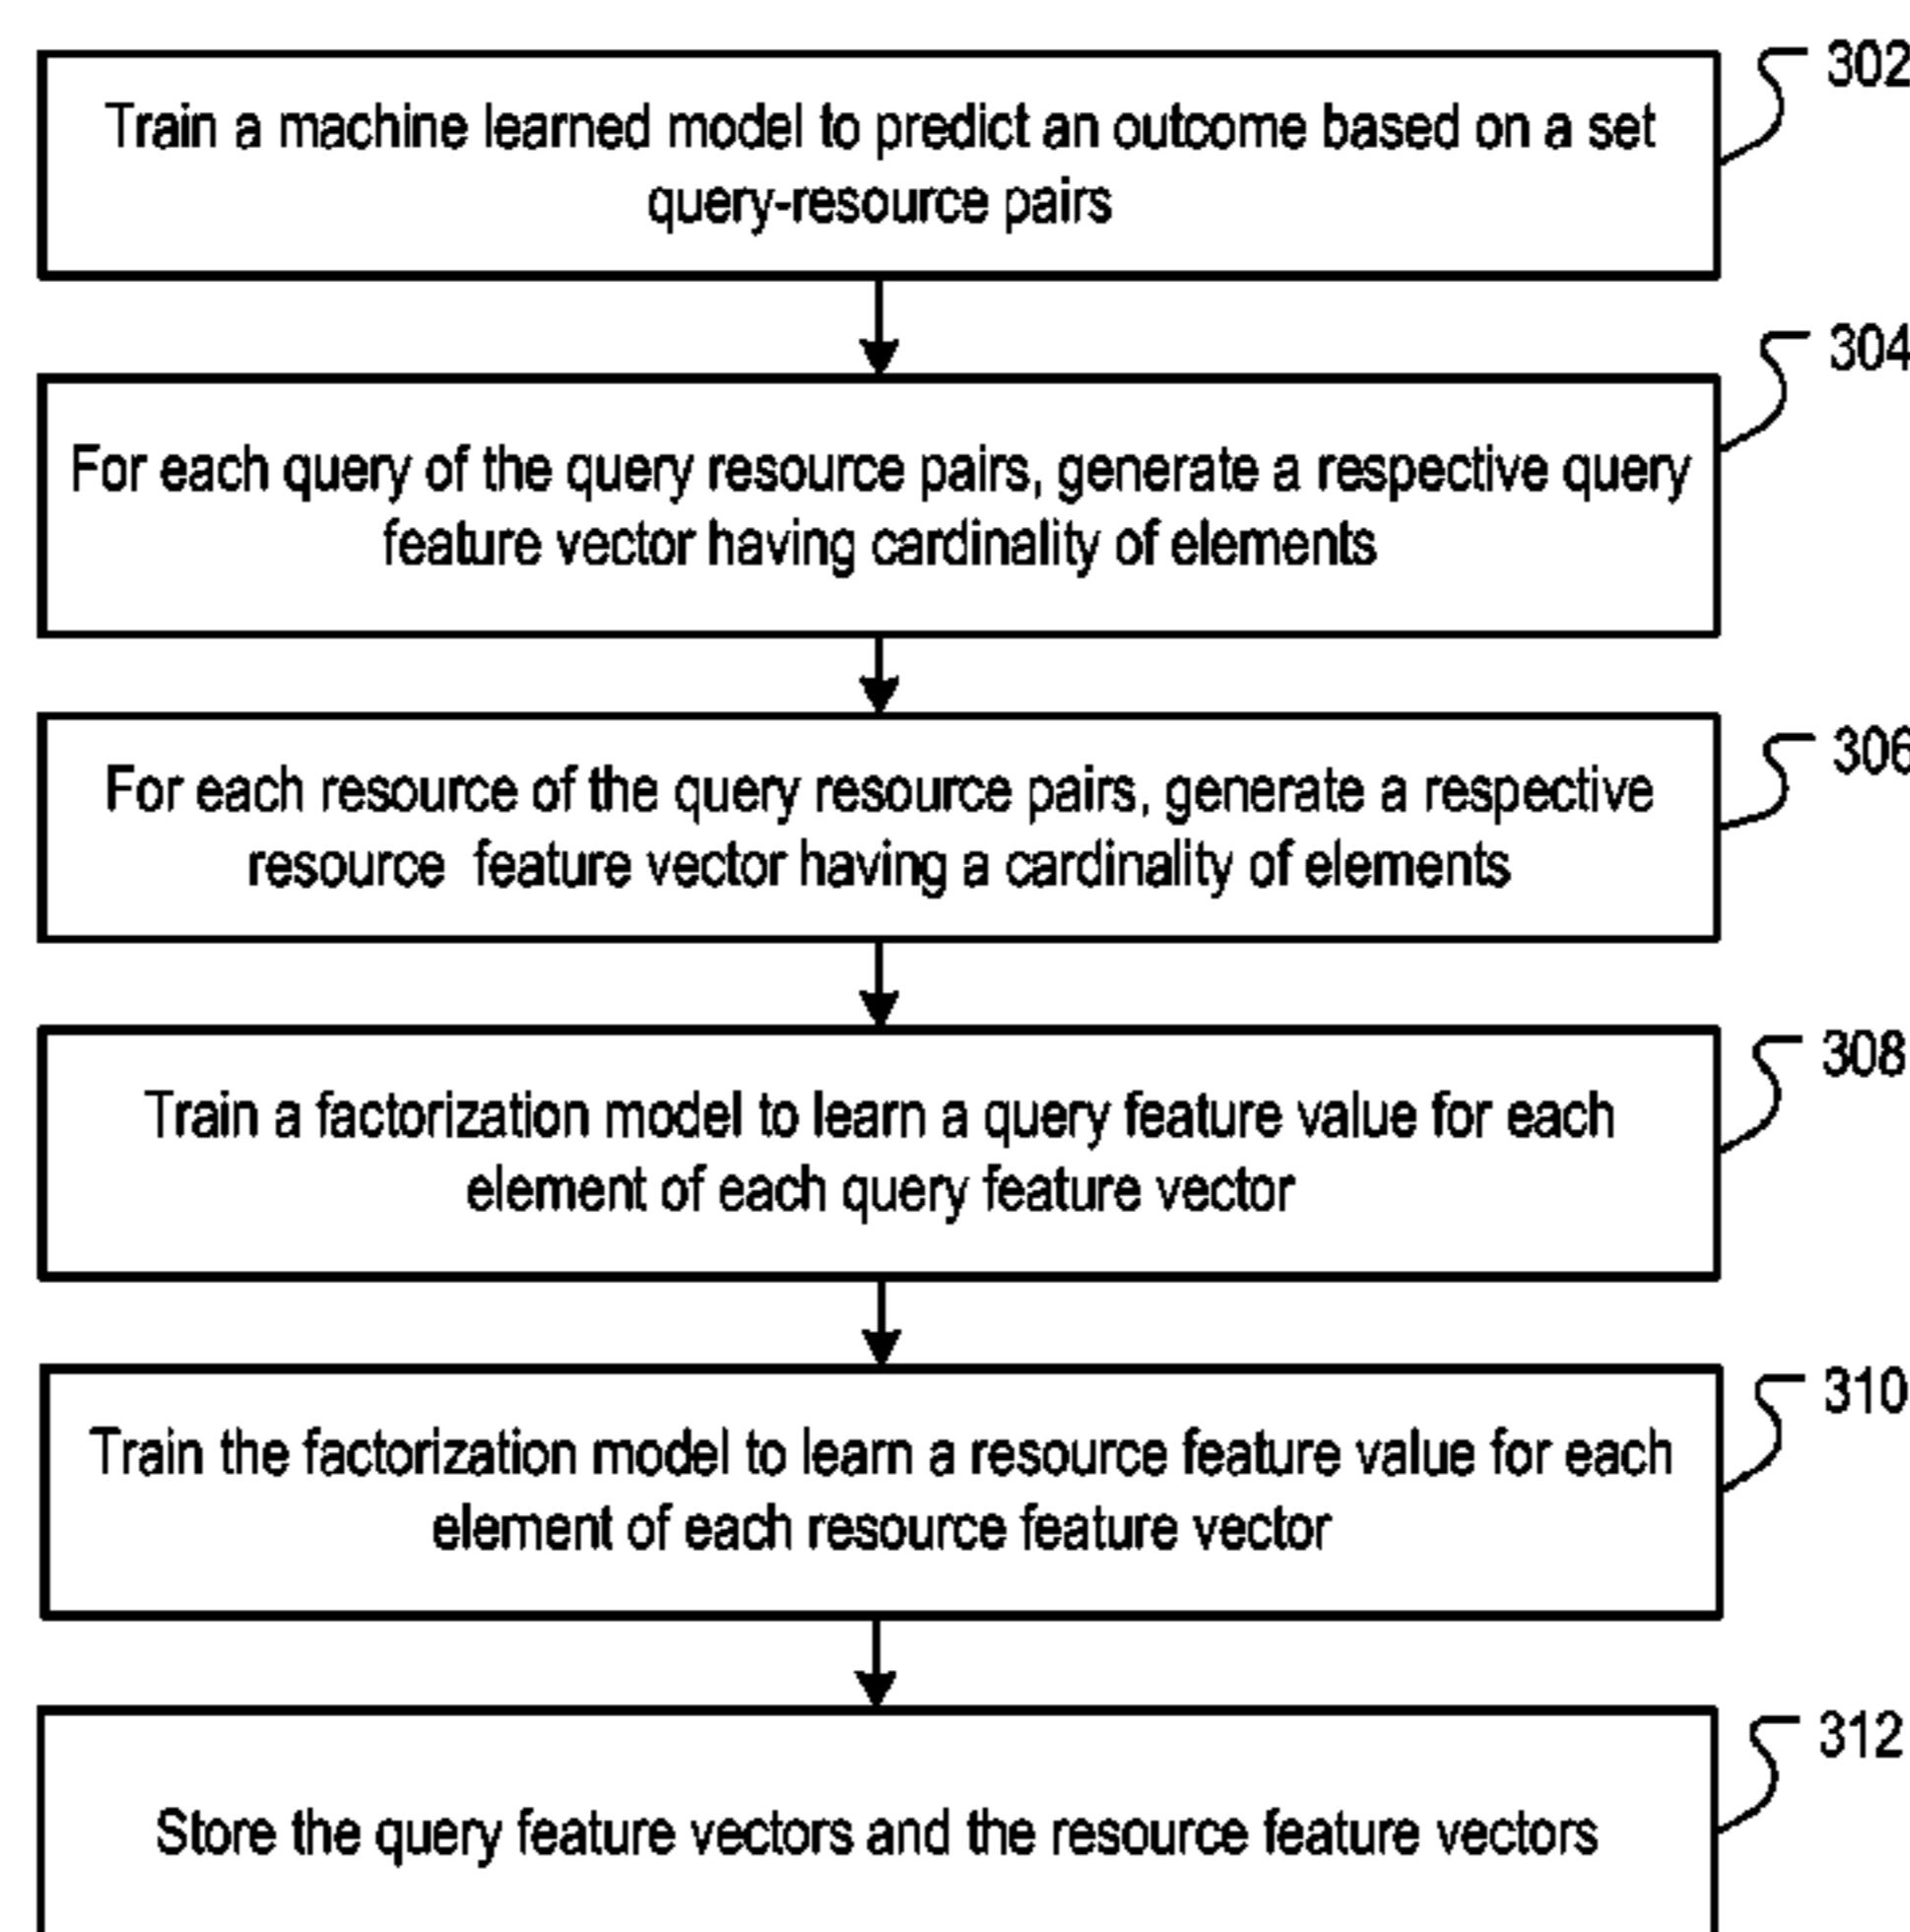 302
Train a machine learned model to predict an outcome based on a set
query-resource pairs
304
For each query of the query resource pairs, generate a respective query
feature vector having cardinality of elements
306
For each resource of the query resource pairs, generate a respective
resource feature vector having a cardinality of elements
308
Train a factorization model to learn a query feature value for each
element of each query feature vector
310
Train the factorization model to learn a resource feature value for each
element of each resource feature vector
312
Store the query feature vectors and the resource feature vectors